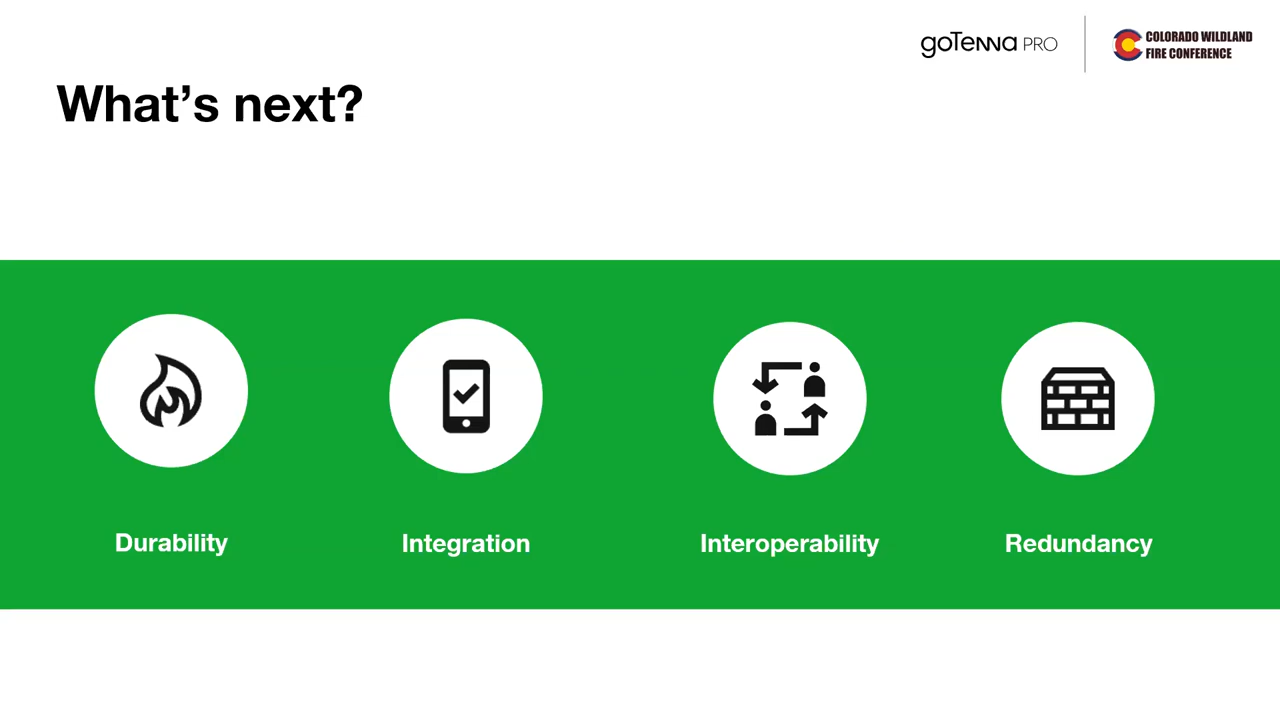 goTenna PRO
COLORADO WILDLAND
FIRE CONFERENCE
What’s next?
Durability
Integration
Interoperability
Redundancy